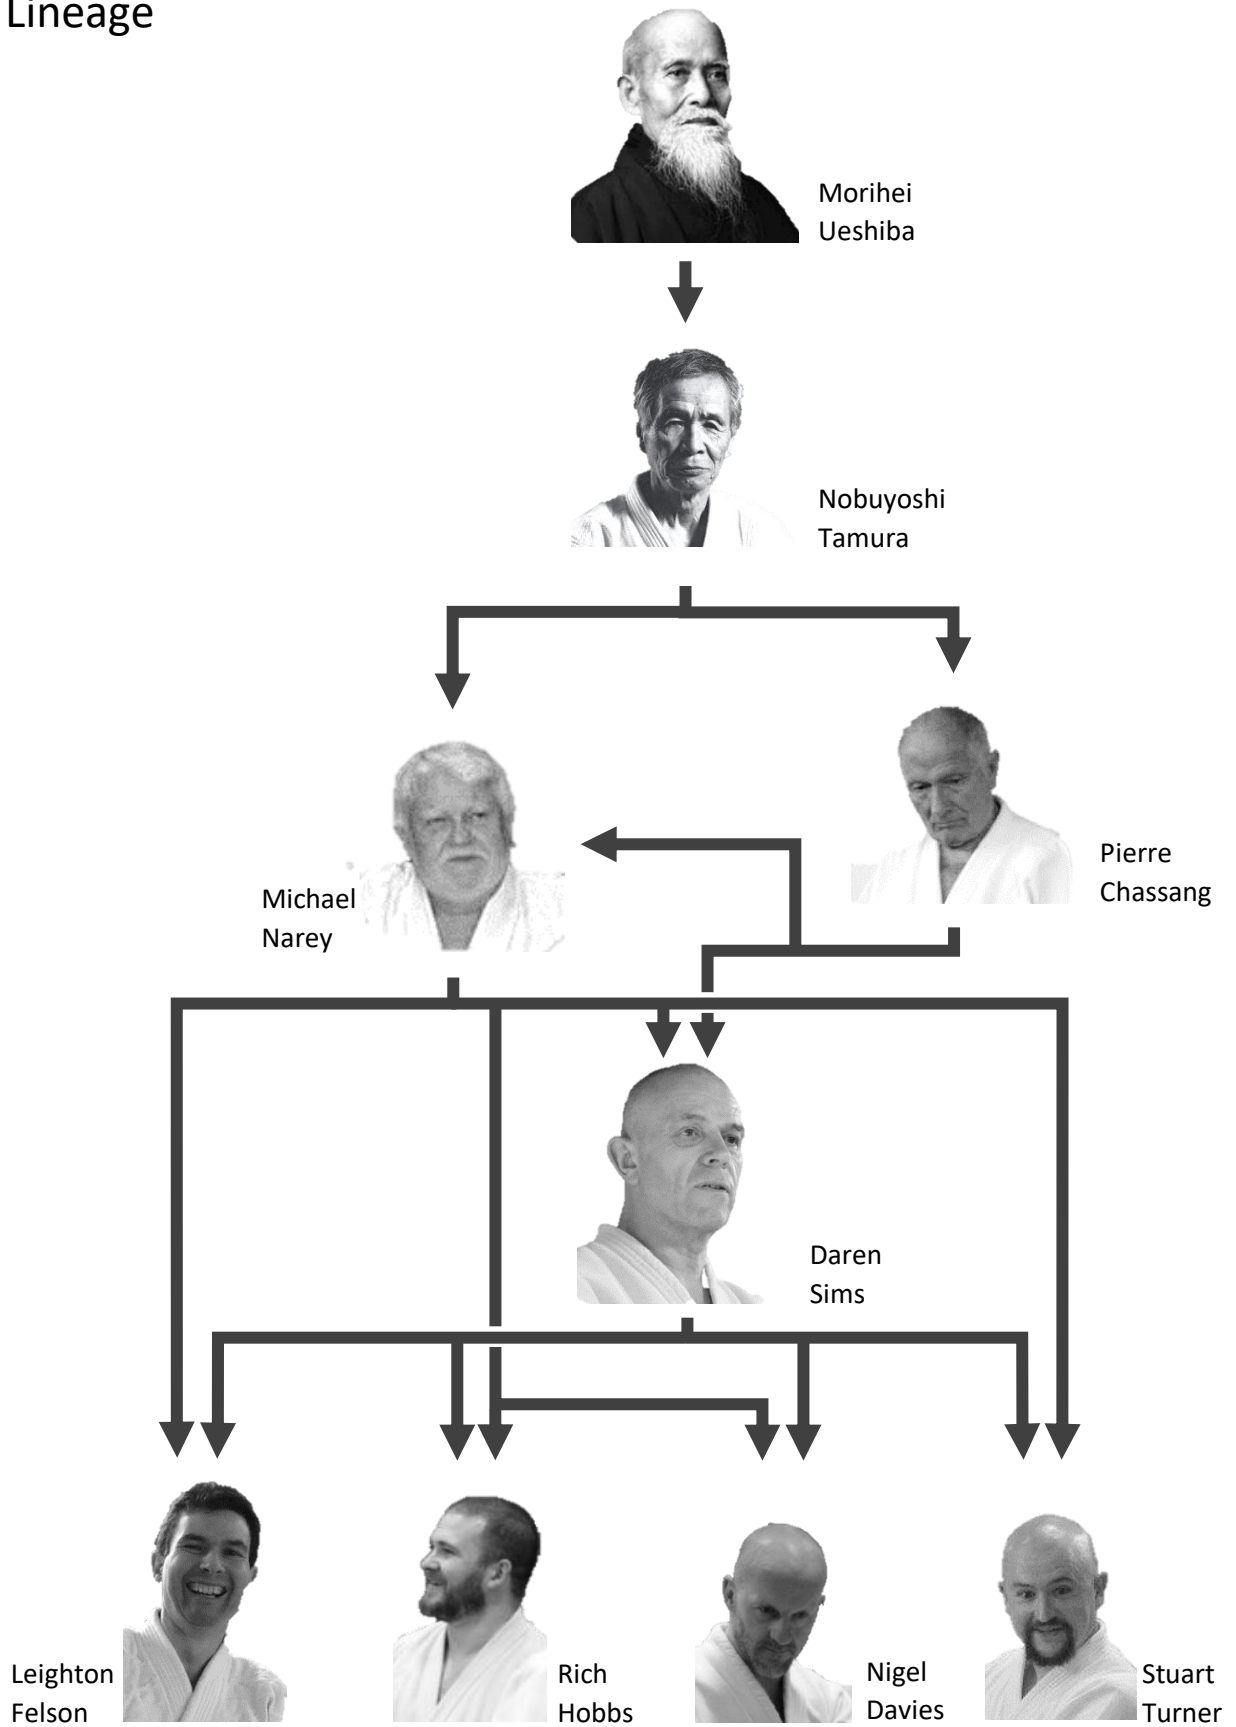 Lineage
Morihei
Ueshiba
Nobuyoshi
Tamura
Pierre
Chassang
Michael
Narey
Daren
Sims
Leighton
Felson
Rich
Hobbs
Nigel
Davies
Stuart
Turner